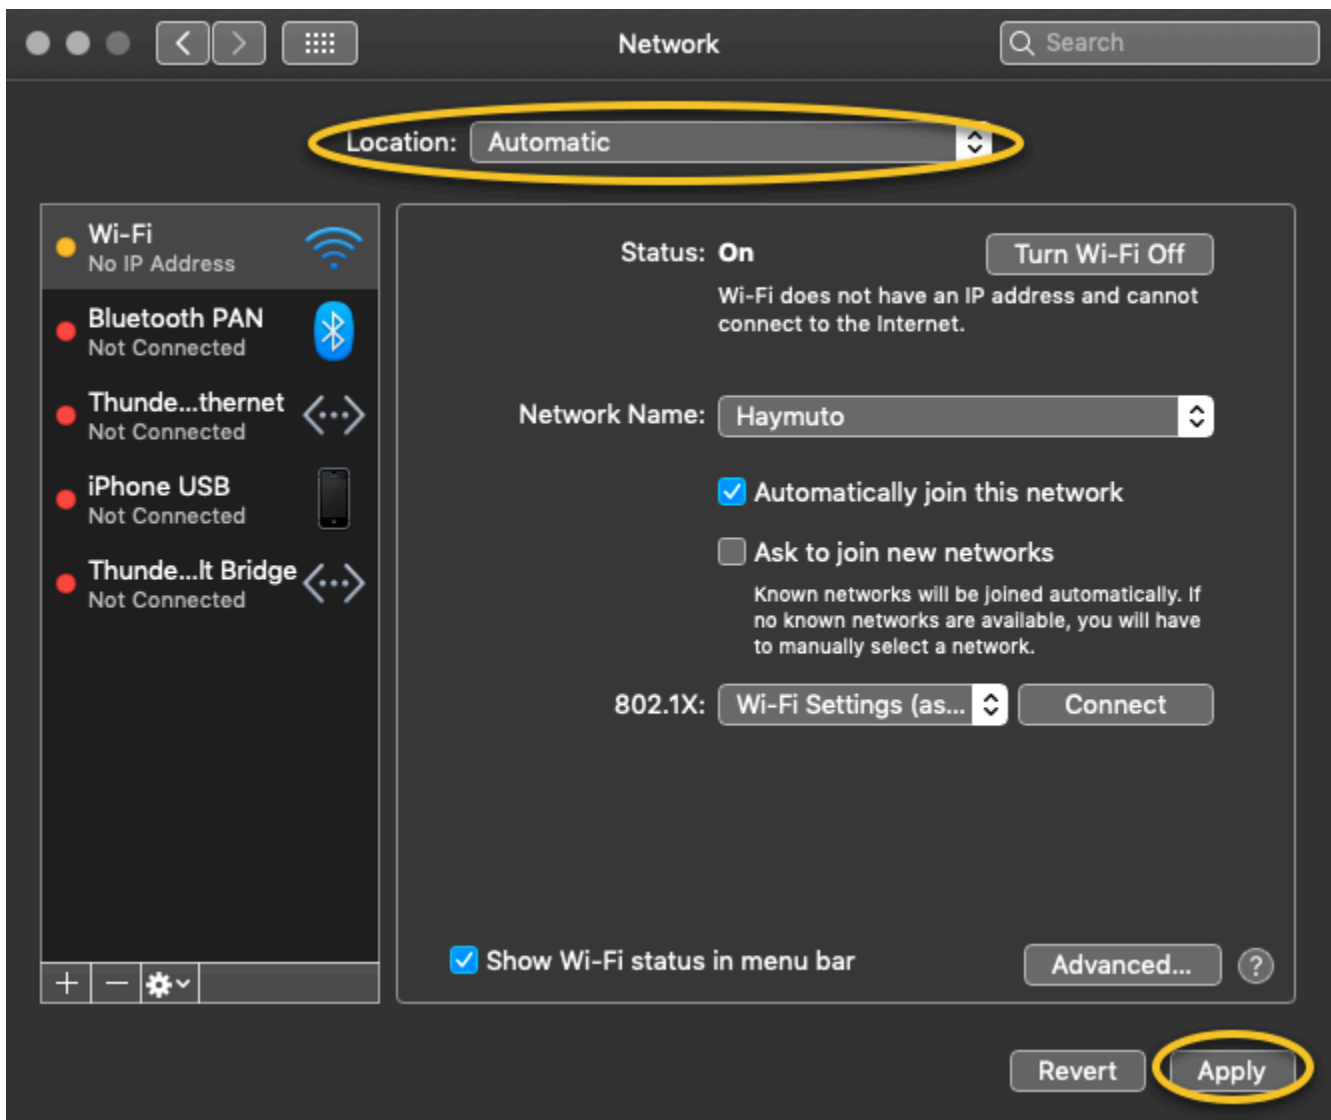 Network
Search
Location: Automatic
Wi-Fi
No IP Address
Bluetooth PAN
Not Connected
Thunde...thernet
Not Connected
iPhone USB
Not Connected
Thunde...lt Bridge
Not Connected
Status: On
Turn Wi-Fi Off
Wi-Fi does not have an IP address and cannot
connect to the Internet.
Network Name: Haymuto
Automatically join this network
Ask to join new networks
Known networks will be joined automatically. If
no known networks are available, you will have
to manually select a network.
802.1X: Wi-Fi Settings (as... Connect
Show Wi-Fi status in menu bar
Advanced... ?
Revert Apply